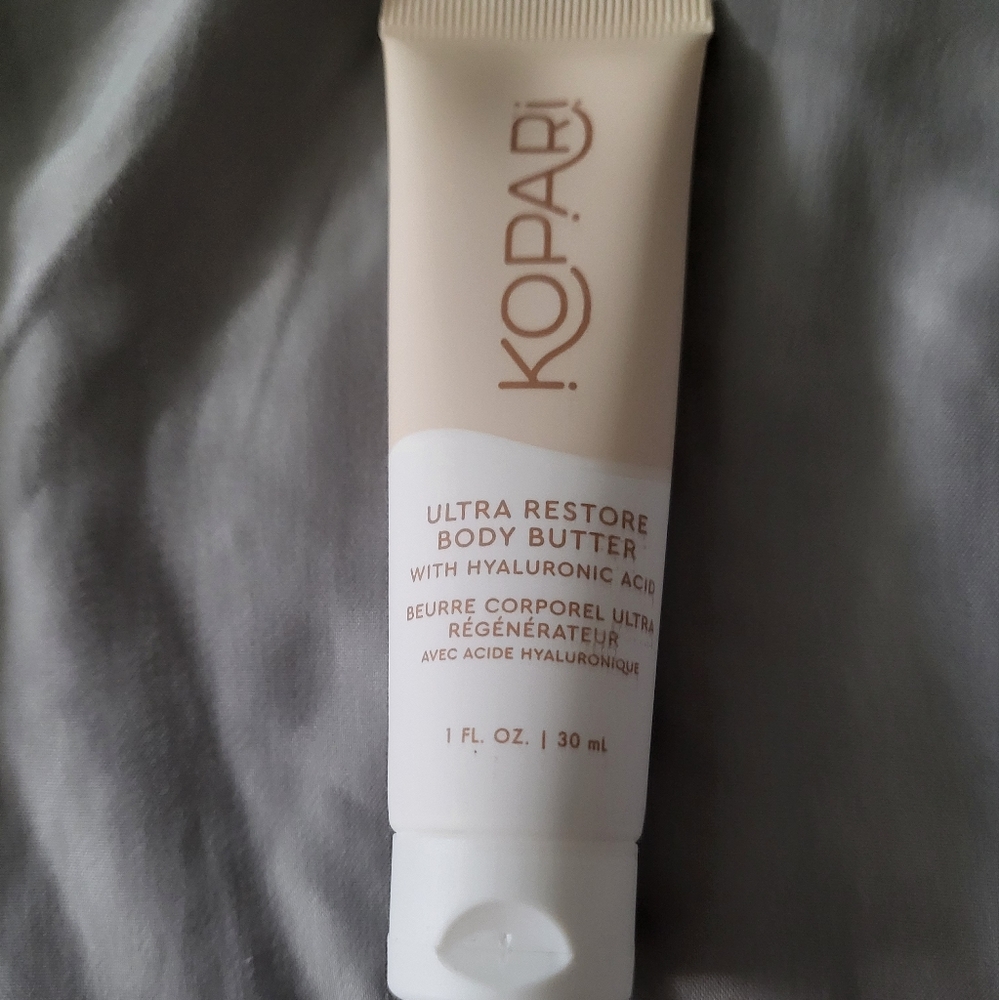 KOPARi
ULTRA RESTORE
BODY BUTTER
WITH HYALURONIC ACID
BEURRE CORPOREL ULTRA
RÉGÉNÉRATEUR
AVEC ACIDE HYALURONIQUE
1 FL. OZ. | 30 mL